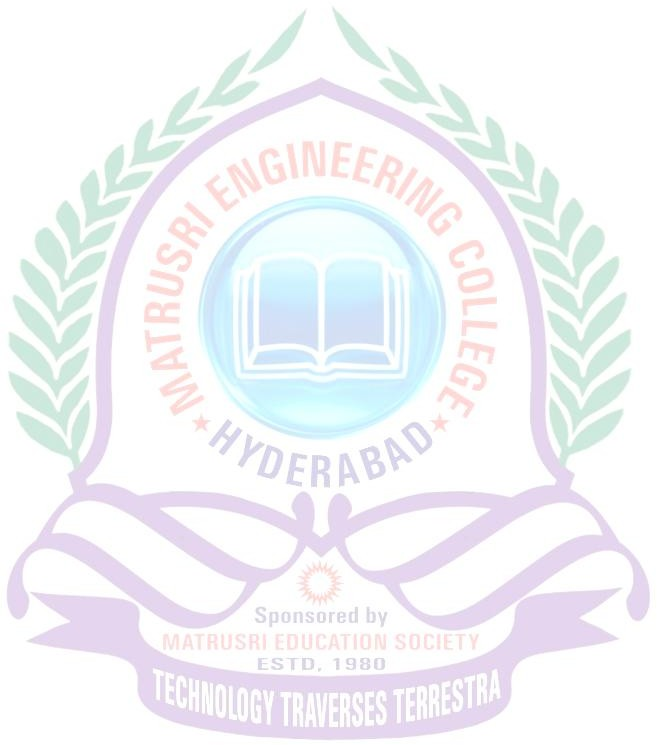 MATRUSRI ENGINEERING COLLEGE
HYDERABAD
Sponsored by
MATRUSRI EDUCATION SOCIETY
ESTD, 1980
TECHNOLOGY TRAVERSES TERRESTRA